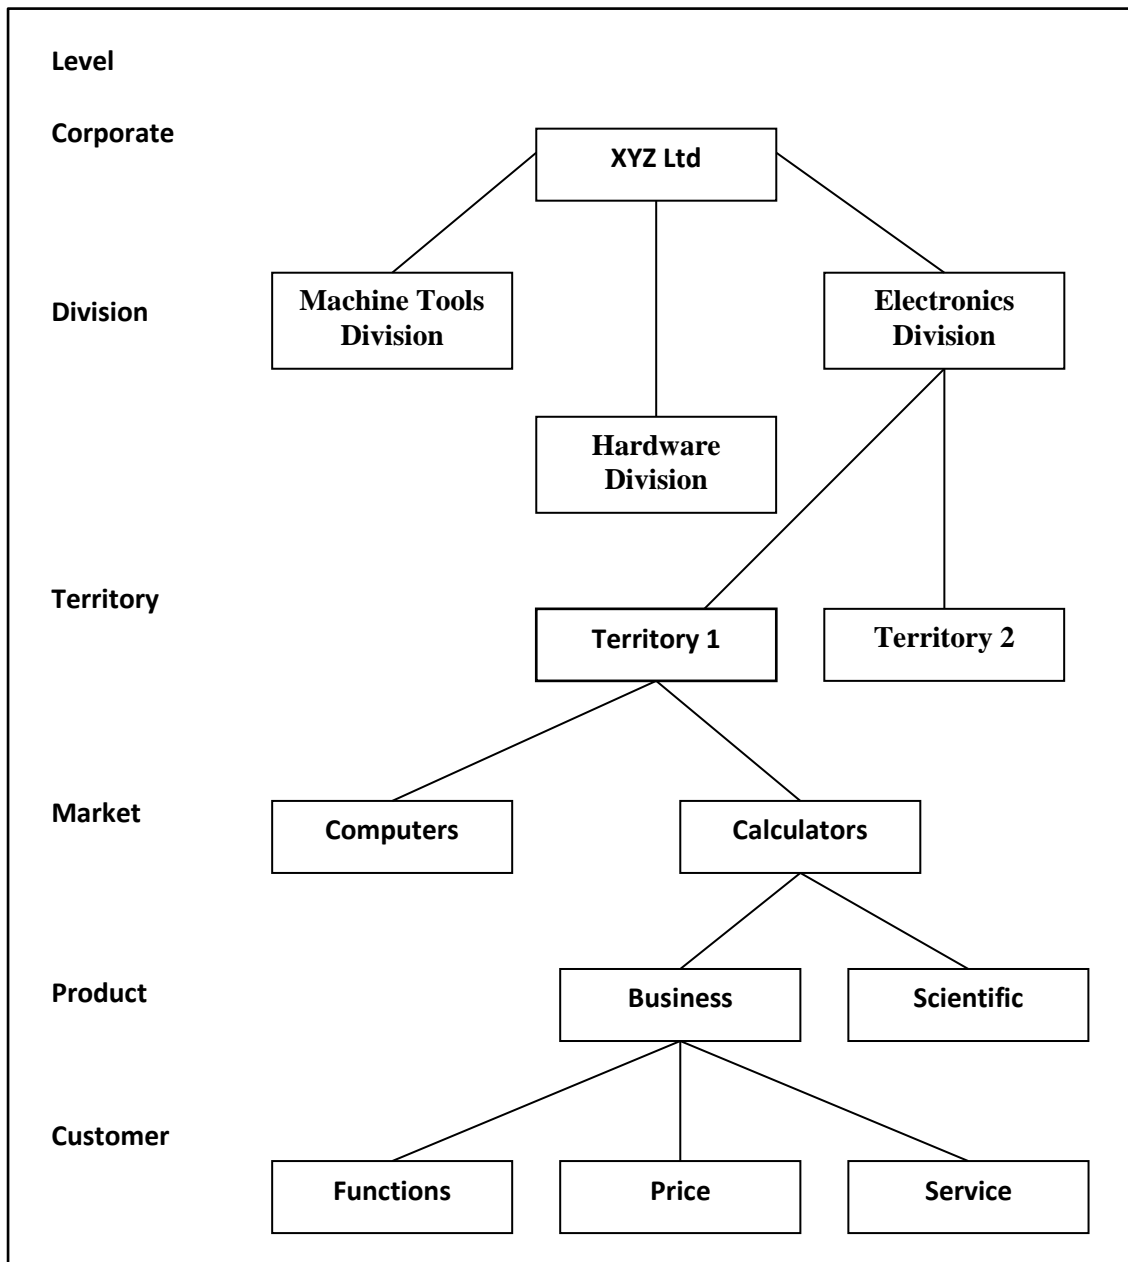 Level
Corporate
XYZ Ltd
Machine Tools
Division
Division
Electronics
Division
Hardware
Division
Territory
Territory 1
Territory 2
Market
Computers
Calculators
Product
Business
Scientific
Customer
Functions
Price
Service